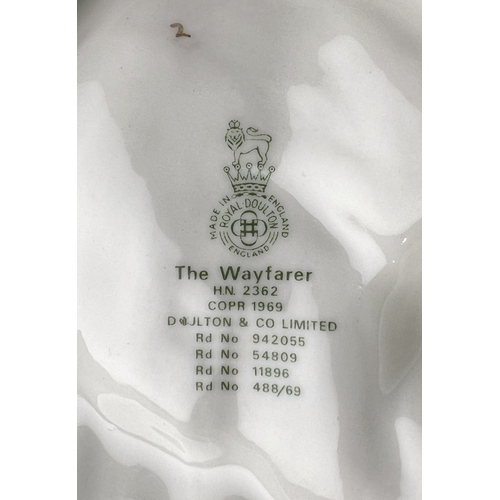 2
MADE IN ENGLAND
ROYAL·DOULTON
ENGLAND
The Wayfarer
H.N. 2362
COPR 1969
DOULTON & CO LIMITED
Rd No 942055
Rd No 54809
Rd No 11896
Rd No 488/69